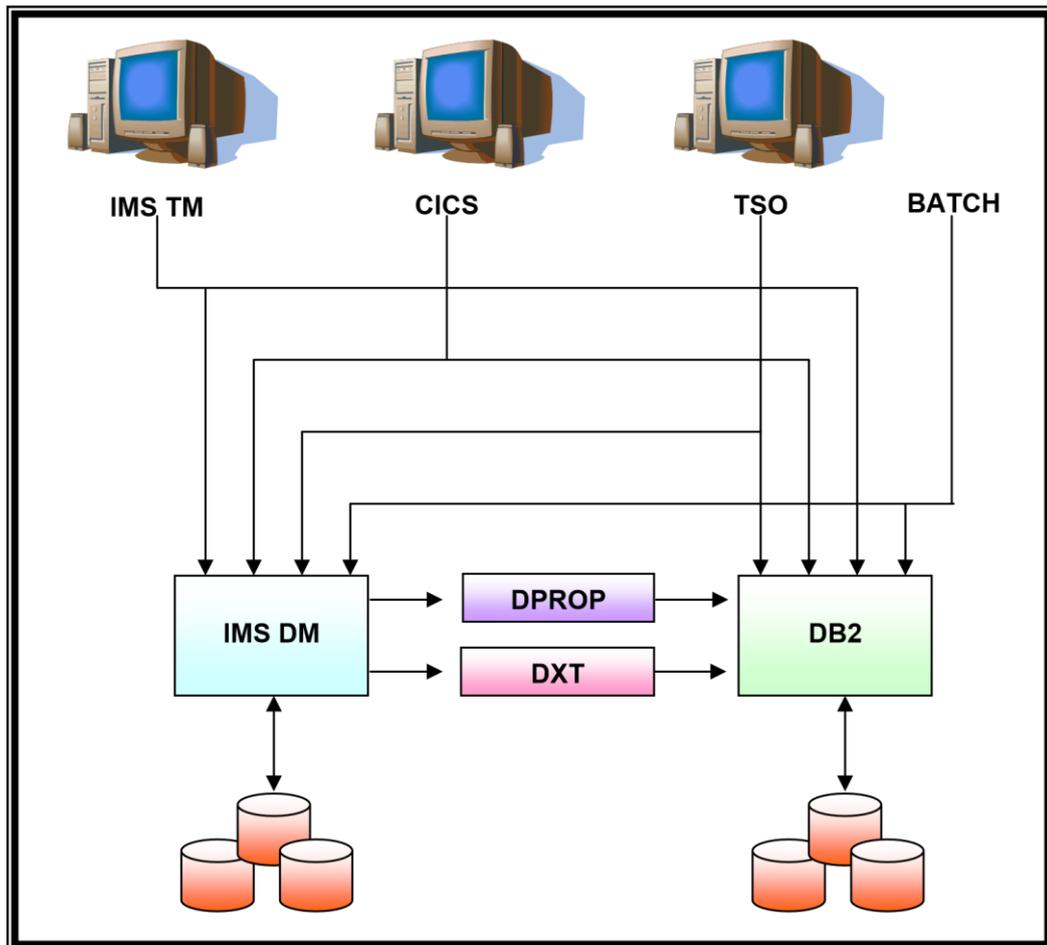 IMS TM
CICS
TSO
BATCH
DPROP
IMS DM
DB2
DXT